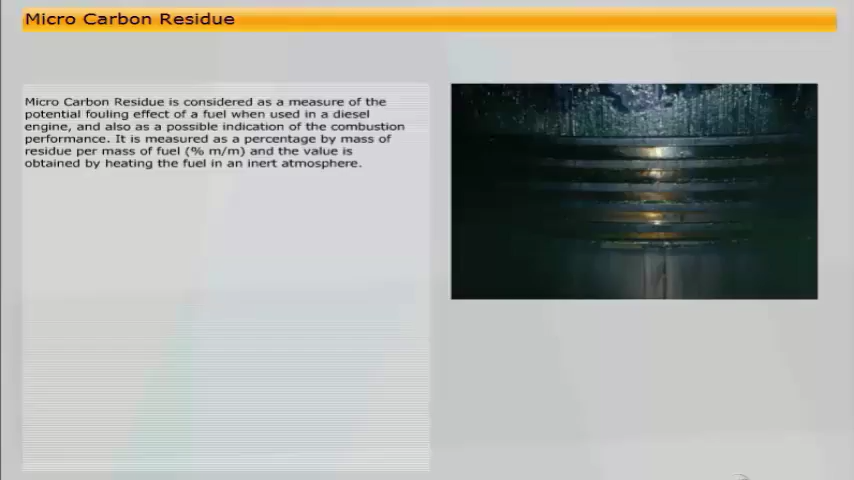 Micro Carbon Residue
Micro Carbon Residue is considered as a measure of the
potential fouling effect of a fuel when used in a diesel
engine, and also as a possible indication of the combustion
performance. It is measured as a percentage by mass of
residue per mass of fuel (% m/m) and the value is
obtained by heating the fuel in an inert atmosphere.